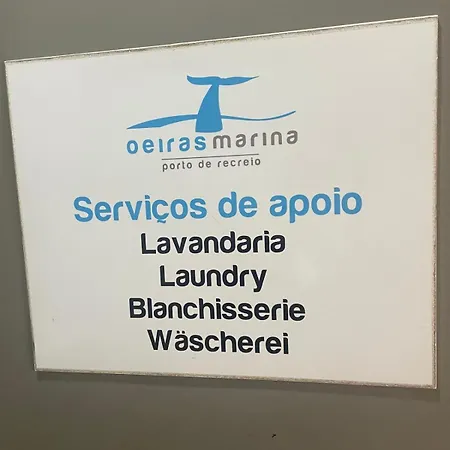 oeirasmarina
porto de recreio
Serviços de apoio
Lavandaria
Laundry
Blanchisserie
Wäscherei